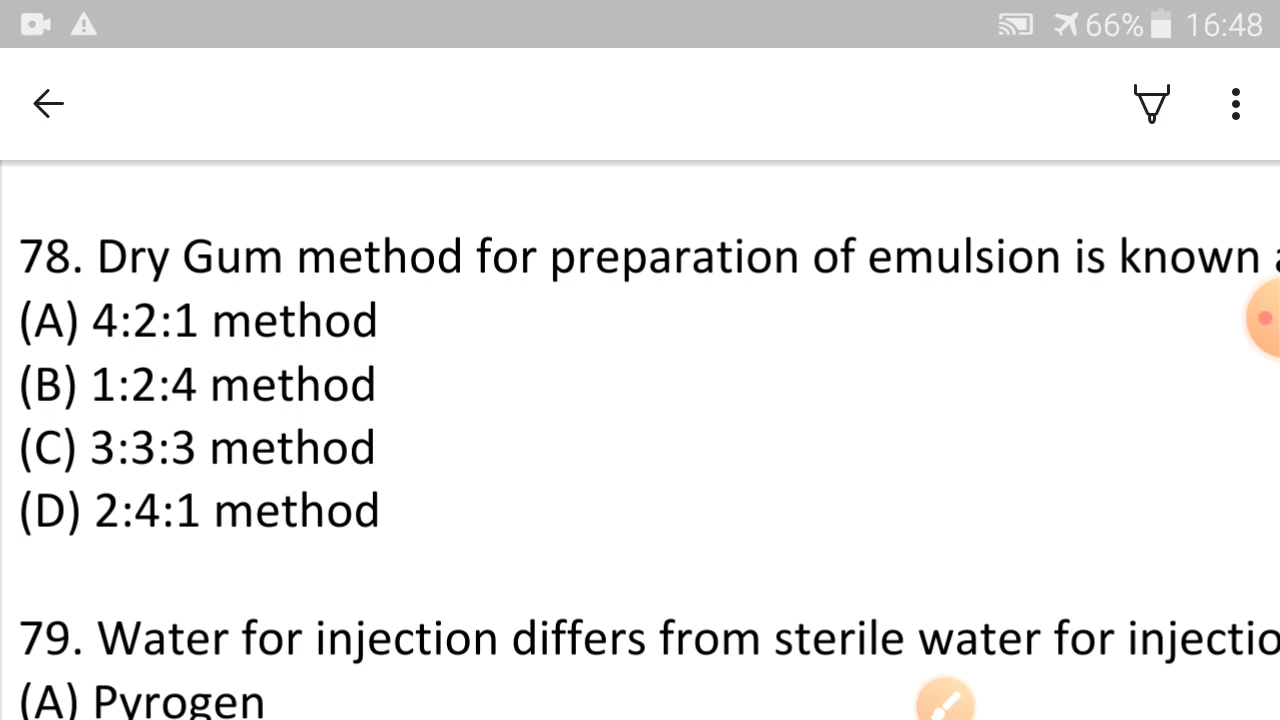 66% 16:48
78. Dry Gum method for preparation of emulsion is known
(A) 4:2:1 method
(B) 1:2:4 method
(C) 3:3:3 method
(D) 2:4:1 method
79. Water for injection differs from sterile water for injectio
(A) Pyrogen